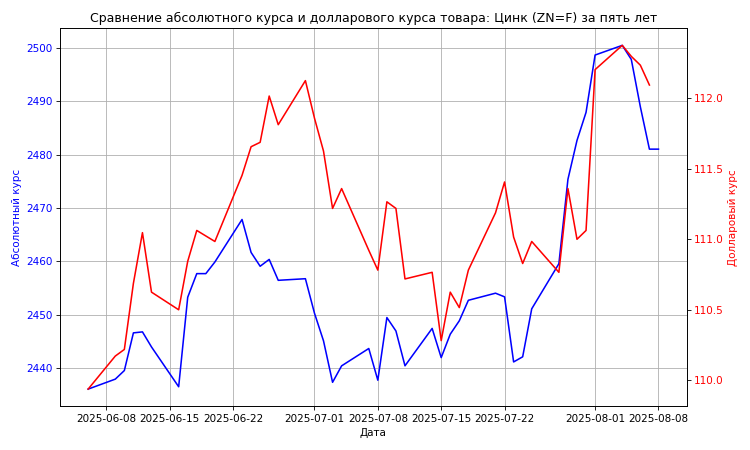 Сравнение абсолютного курса и долларового курса товара: Цинк (ZN=F) за пять лет
Абсолютный курс
2500
2490
2480
2470
2460
2450
2440
112.0
111.5
111.0
110.5
110.0
Долларовый курс
2025-06-08 2025-06-15 2025-06-22 2025-07-01 2025-07-08 2025-07-15 2025-07-22 2025-08-01 2025-08-08
Дата